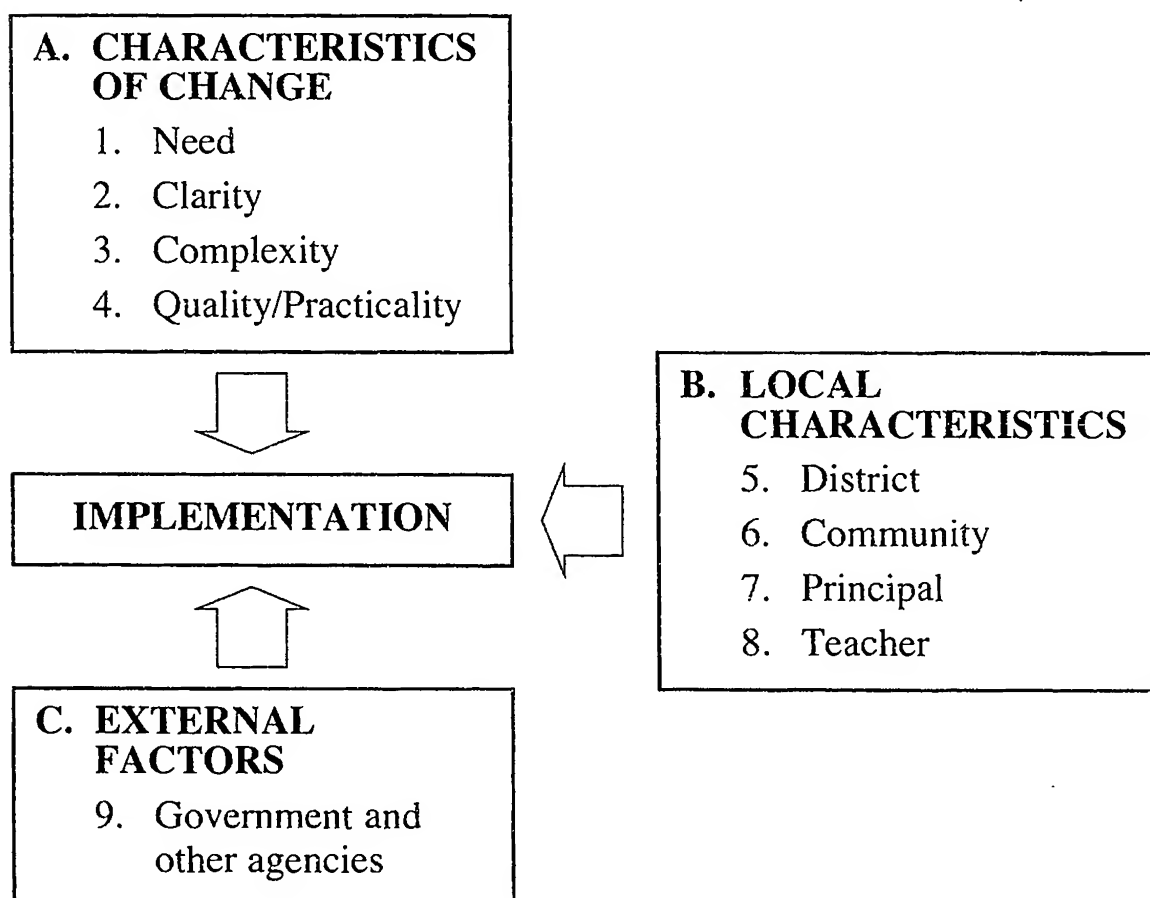 A. CHARACTERISTICS
OF CHANGE
1. Need
2. Clarity
3. Complexity
4. Quality/Practicality
IMPLEMENTATION
B. LOCAL
CHARACTERISTICS
5. District
6. Community
7. Principal
8. Teacher
C. EXTERNAL
FACTORS
9. Government and
other agencies